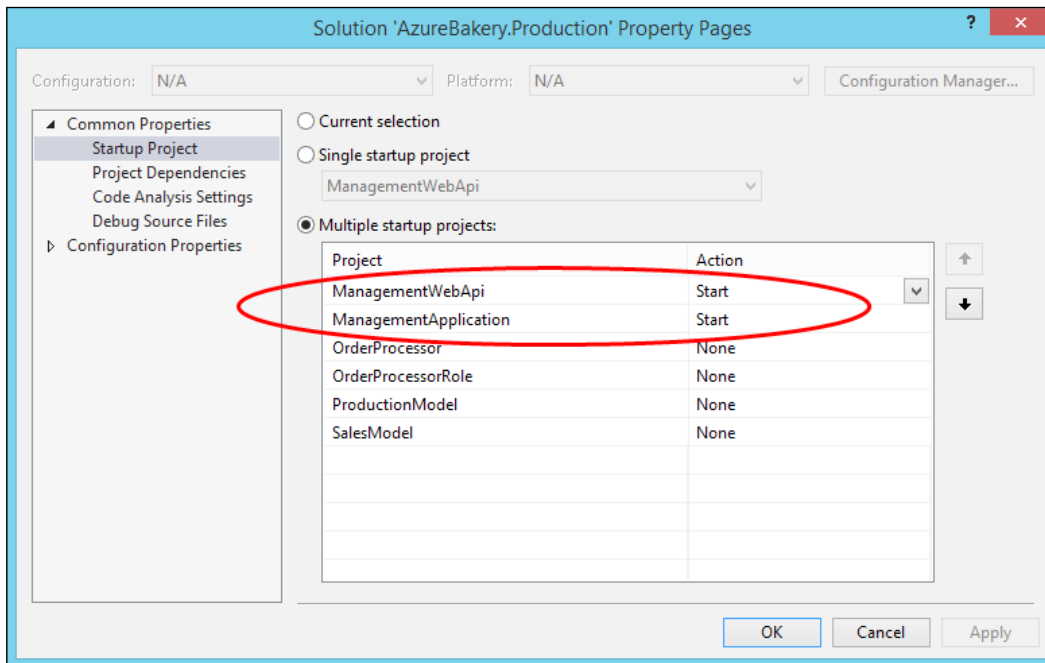 Solution 'AzureBakery.Production' Property Pages
?
Configuration: N/A Platform: N/A Configuration Manager...
Common Properties
Startup Project
Project Dependencies
Code Analysis Settings
Debug Source Files
Configuration Properties
Current selection
Single startup project
ManagementWebApi
Multiple startup projects:
Project Action
ManagementWebApi Start
ManagementApplication Start
OrderProcessor None
OrderProcessorRole None
ProductionModel None
SalesModel None
OK Cancel Apply